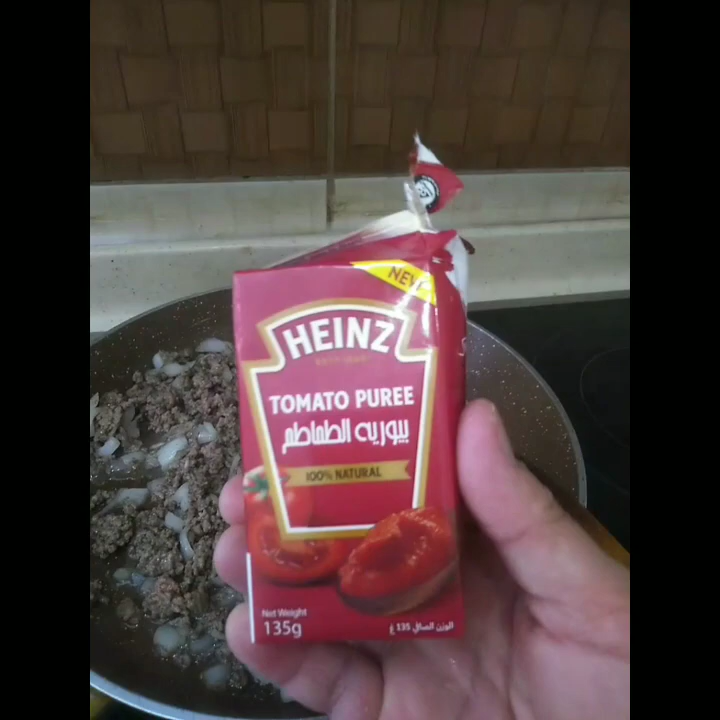 NEW
HEINZ
TOMATO PUREE
بيوريه الطماطم
100% NATURAL
Net Weight
135g
الوزن الصافي 135 غ